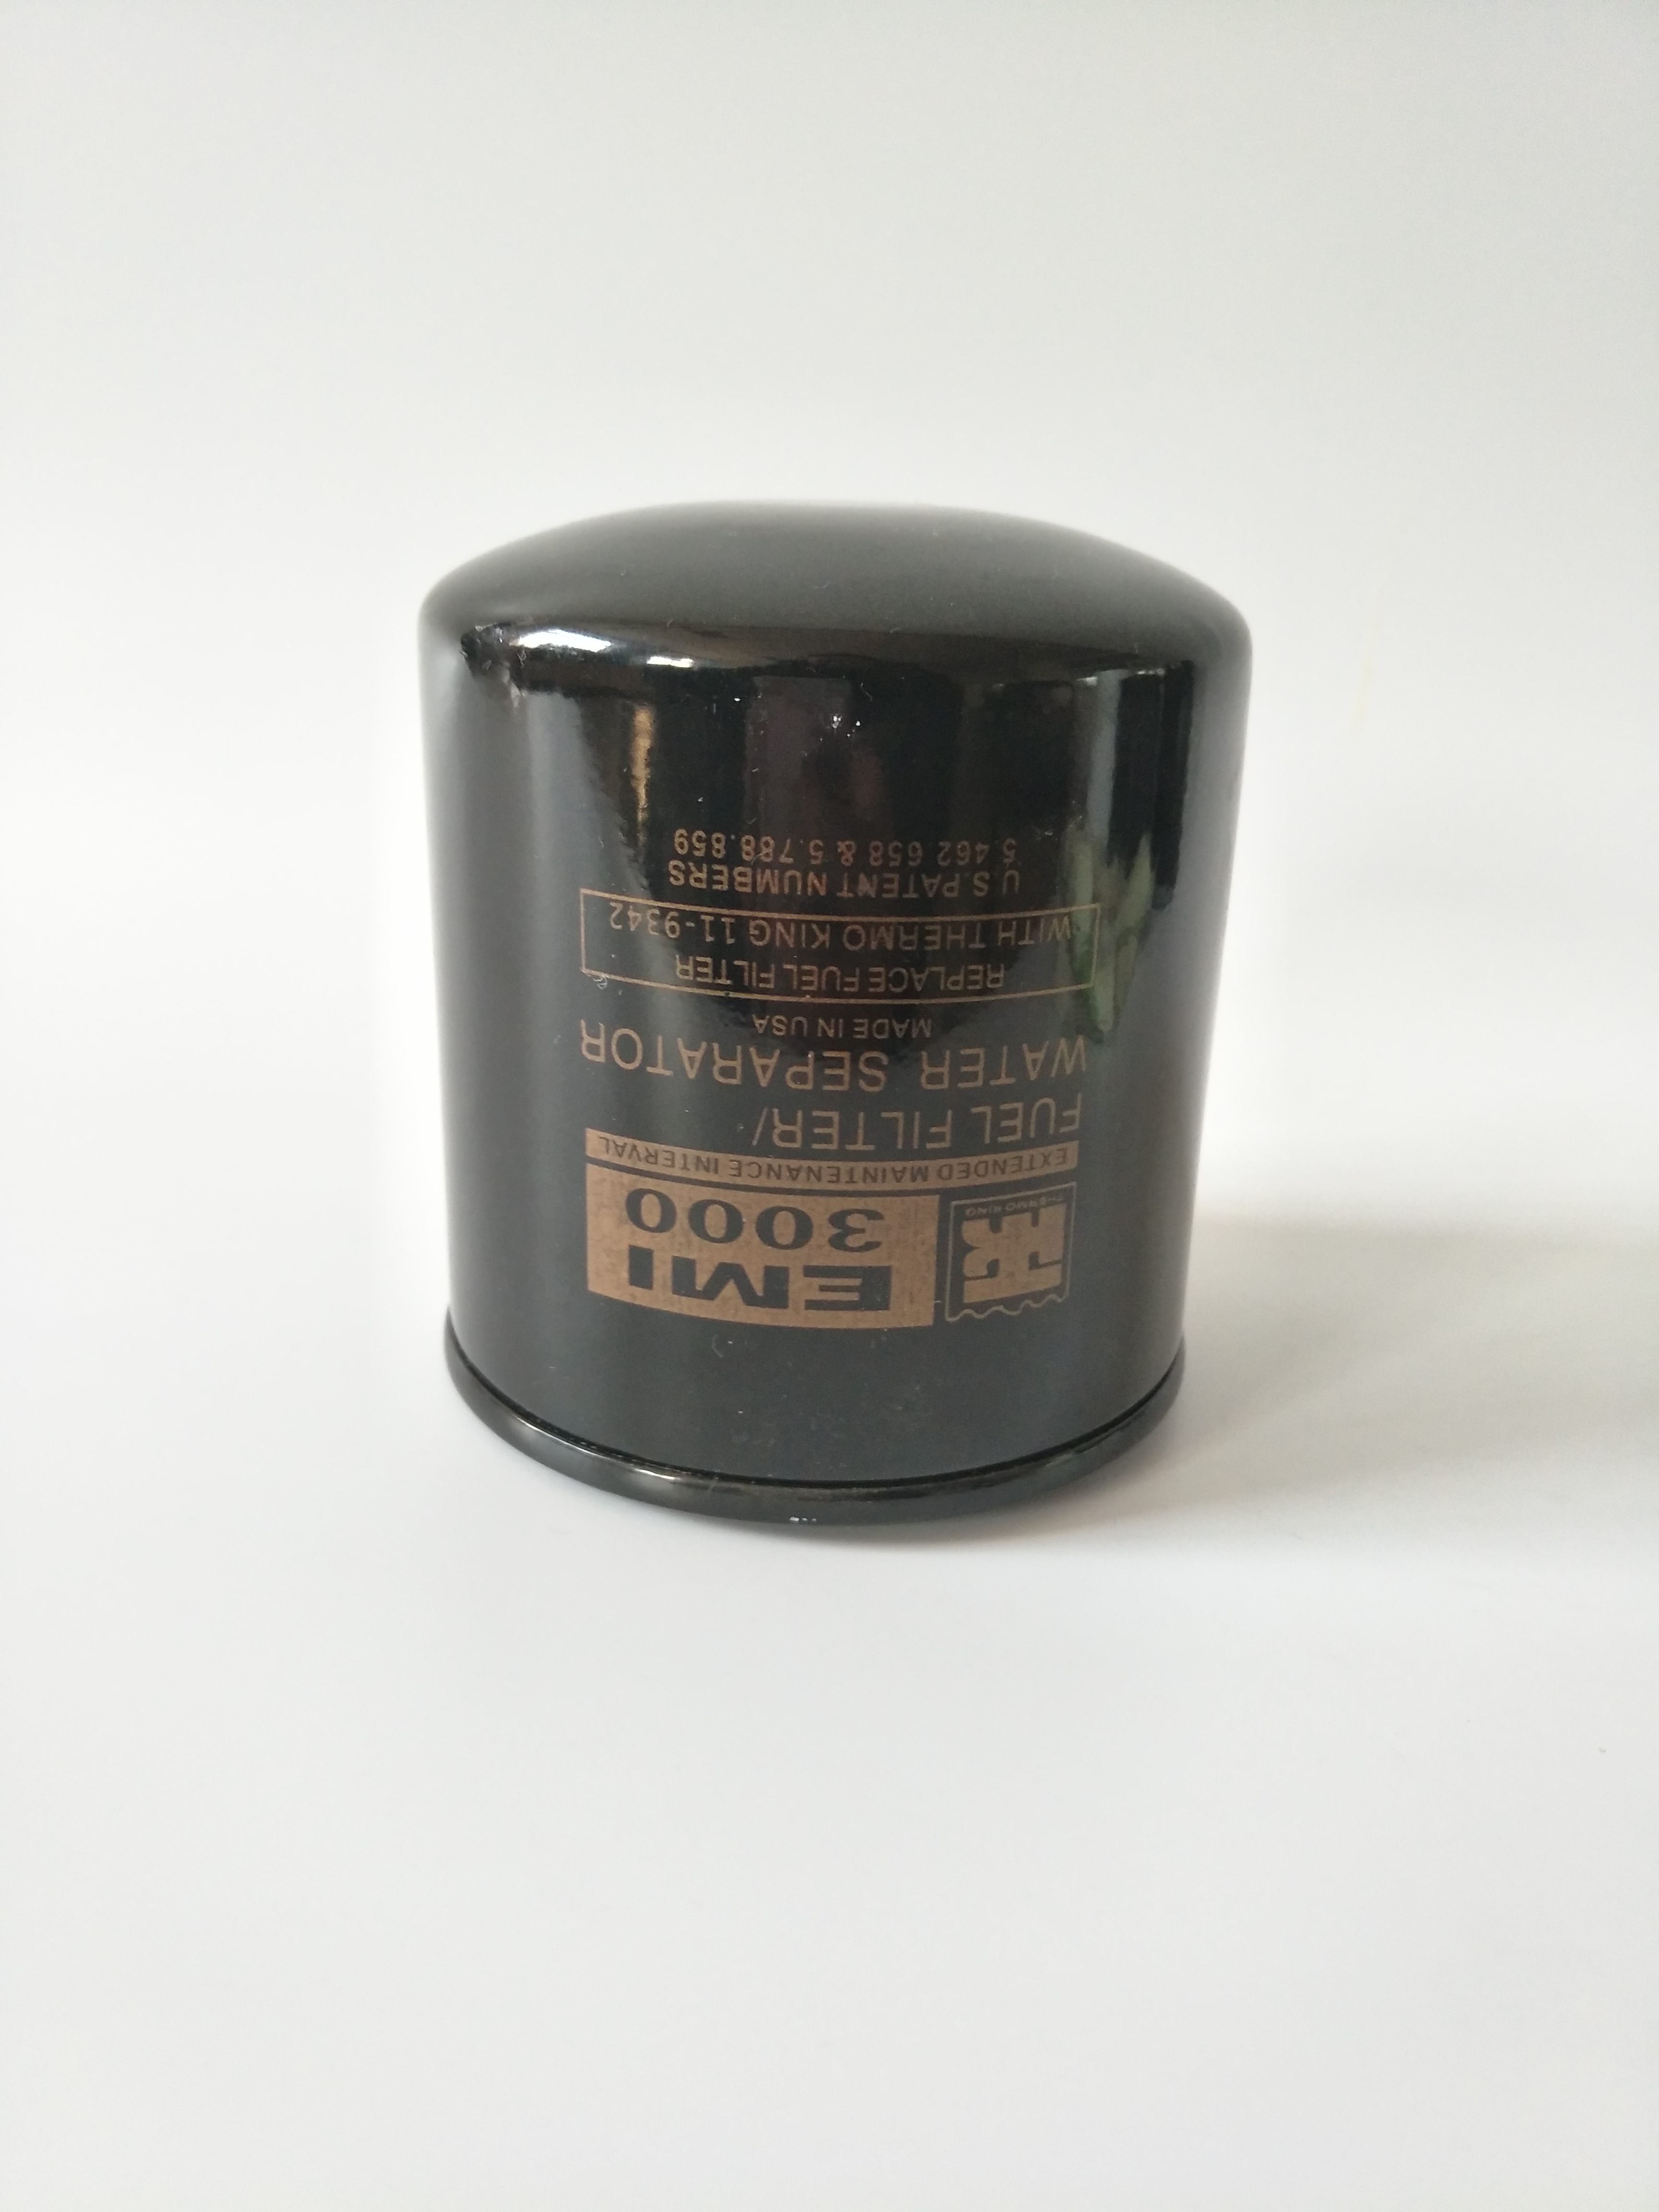 TK
THERMO KING
EMI
3000
EXTENDED MAINTENANCE INTERVAL
FUEL FILTER/
WATER SEPARATOR
MADE IN USA
REPLACE FUEL FILTER
WITH THERMO KING 11-9342
U.S.PATENT NUMBERS
5.462 658 & 5.788.859